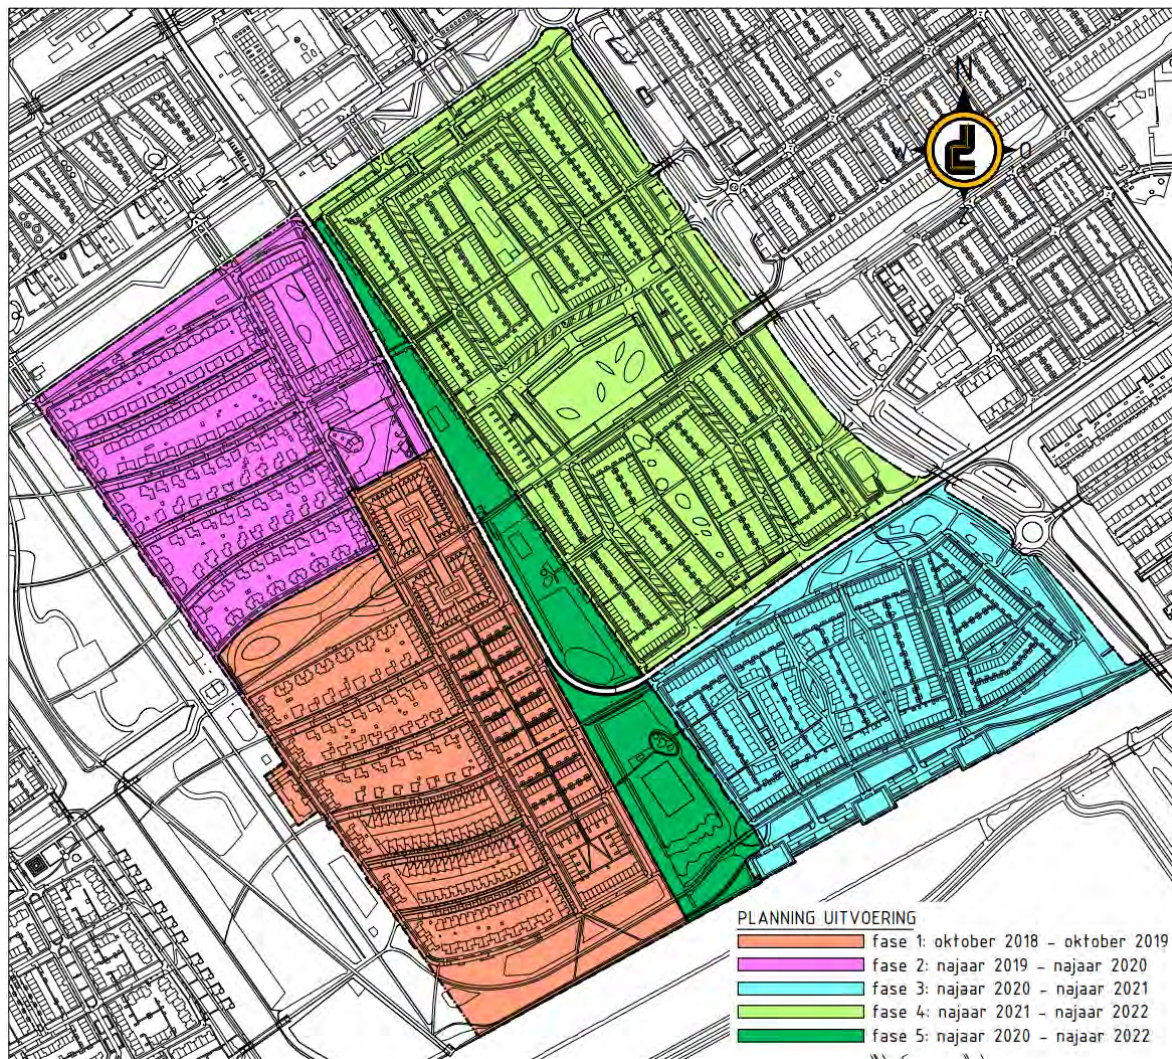 N
W
O
Z
PLANNING UITVOERING
fase 1: oktober 2018 - oktober 2019
fase 2: najaar 2019 - najaar 2020
fase 3: najaar 2020 - najaar 2021
fase 4: najaar 2021 - najaar 2022
fase 5: najaar 2020 - najaar 2022